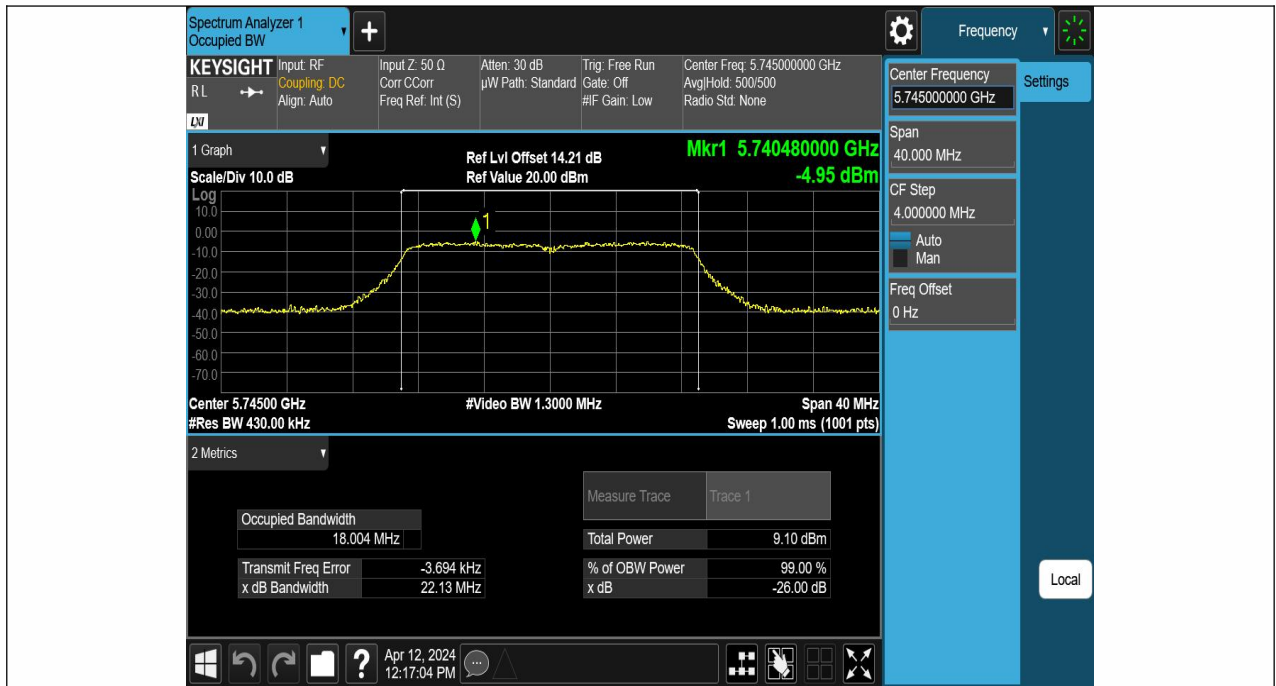 Spectrum Analyzer 1
Occupied BW
+
Frequency
KEYSIGHT
RL
LXI
Input: RF
Coupling: DC
Align: Auto
Input Z: 50 Ω
Corr CCorr
Freq Ref: Int (S)
Atten: 30 dB
µW Path: Standard
Trig: Free Run
Gate: Off
#IF Gain: Low
Center Freq: 5.745000000 GHz
Avg|Hold: 500/500
Radio Std: None
Center Frequency
5.745000000 GHz
Settings
Span
40.000 MHz
CF Step
4.000000 MHz
Auto
Man
Freq Offset
0 Hz
Local
1 Graph
Scale/Div 10.0 dB
Ref Lvl Offset 14.21 dB
Ref Value 20.00 dBm
Mkr1 5.740480000 GHz
-4.95 dBm
Log
10.0
0.00
-10.0
-20.0
-30.0
-40.0
-50.0
-60.0
-70.0
1
Center 5.74500 GHz
#Video BW 1.3000 MHz
Span 40 MHz
#Res BW 430.00 kHz
Sweep 1.00 ms (1001 pts)
2 Metrics
Measure Trace Trace 1
Occupied Bandwidth
18.004 MHz
Total Power 9.10 dBm
Transmit Freq Error -3.694 kHz
% of OBW Power 99.00 %
x dB Bandwidth 22.13 MHz
x dB -26.00 dB
?
Apr 12, 2024
12:17:04 PM